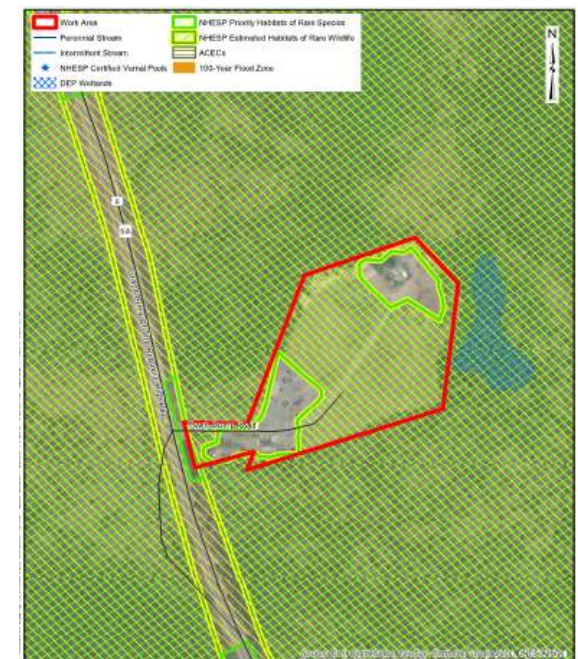 Work Area
Perennial Stream
Intermittent Stream
NHESP Certified Vernal Pools
DEP Wetlands
NHESP Priority Habitats of Rare Species
NHESP Estimated Habitats of Rare Wildlife
ACECs
100-Year Flood Zone
N
6
6A